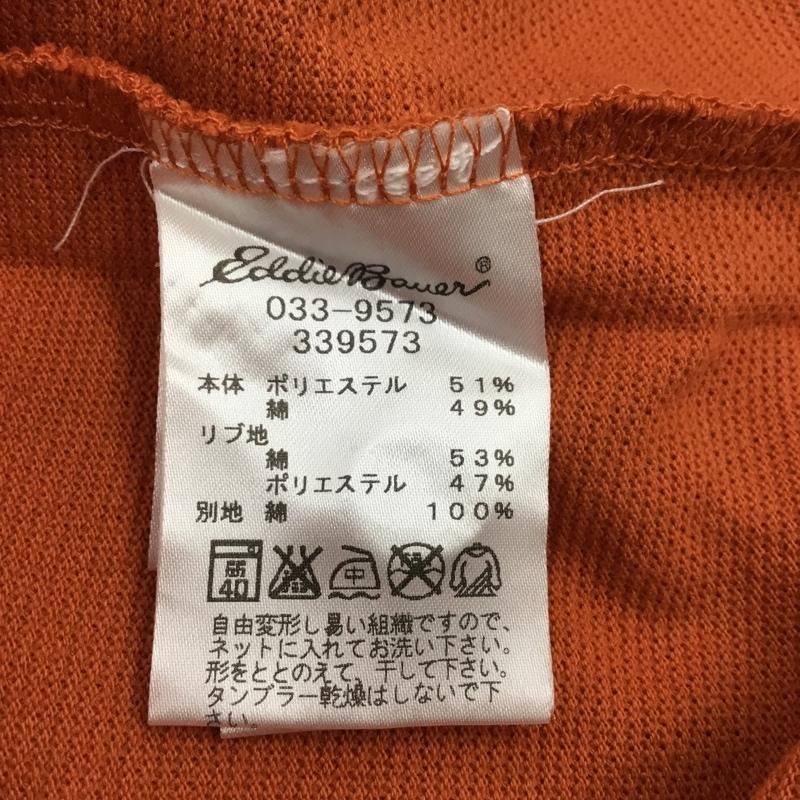 Eddie Bauer®
033-9573
339573
本体 ポリエステル 51%
綿 49%
リブ地
綿 53%
ポリエステル 47%
別地 綿 100%
40 中
自由変形し易い組織ですので、
ネットに入れてお洗い下さい。
形をととのえて、干して下さい。
タンブラー乾燥はしないで下
さい。